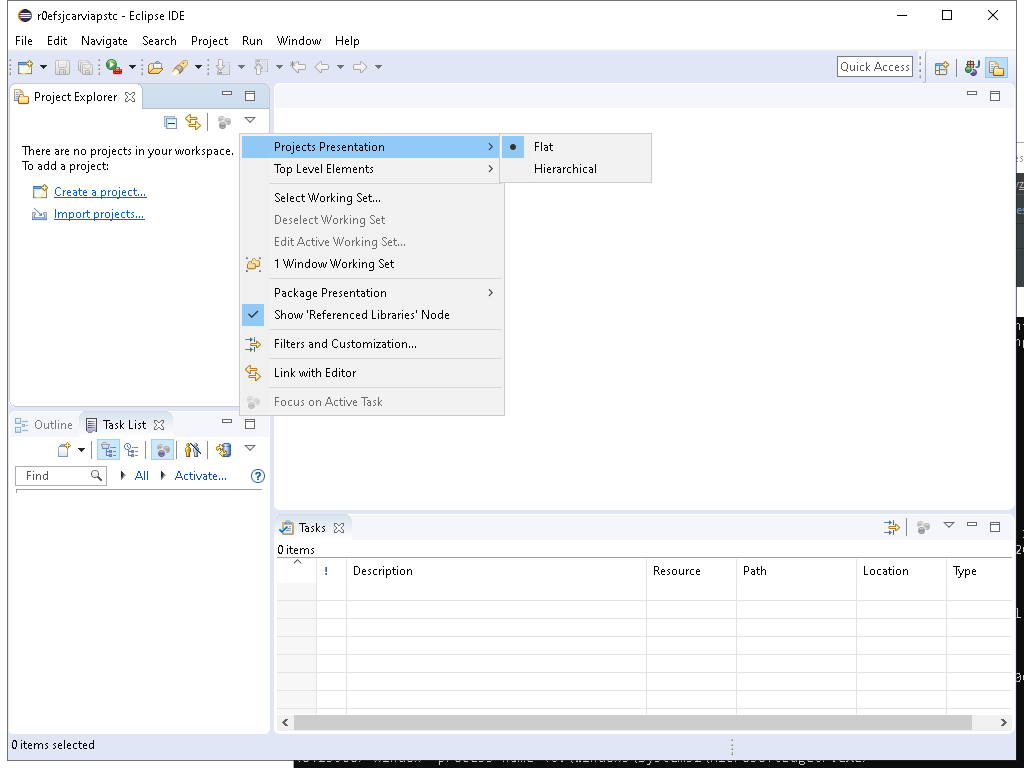 r0efsjcarviapstc - Eclipse IDE
File Edit Navigate Search Project Run Window Help
Quick Access
Project Explorer
There are no projects in your workspace.
To add a project:
Create a project...
Import projects...
Projects Presentation
Top Level Elements
Select Working Set...
Deselect Working Set
Edit Active Working Set...
1 Window Working Set
Package Presentation
Show 'Referenced Libraries' Node
Filters and Customization...
Link with Editor
Focus on Active Task
Flat
Hierarchical
Outline Task List
Find All Activate...
Tasks
0 items
! Description Resource Path Location Type
0 items selected